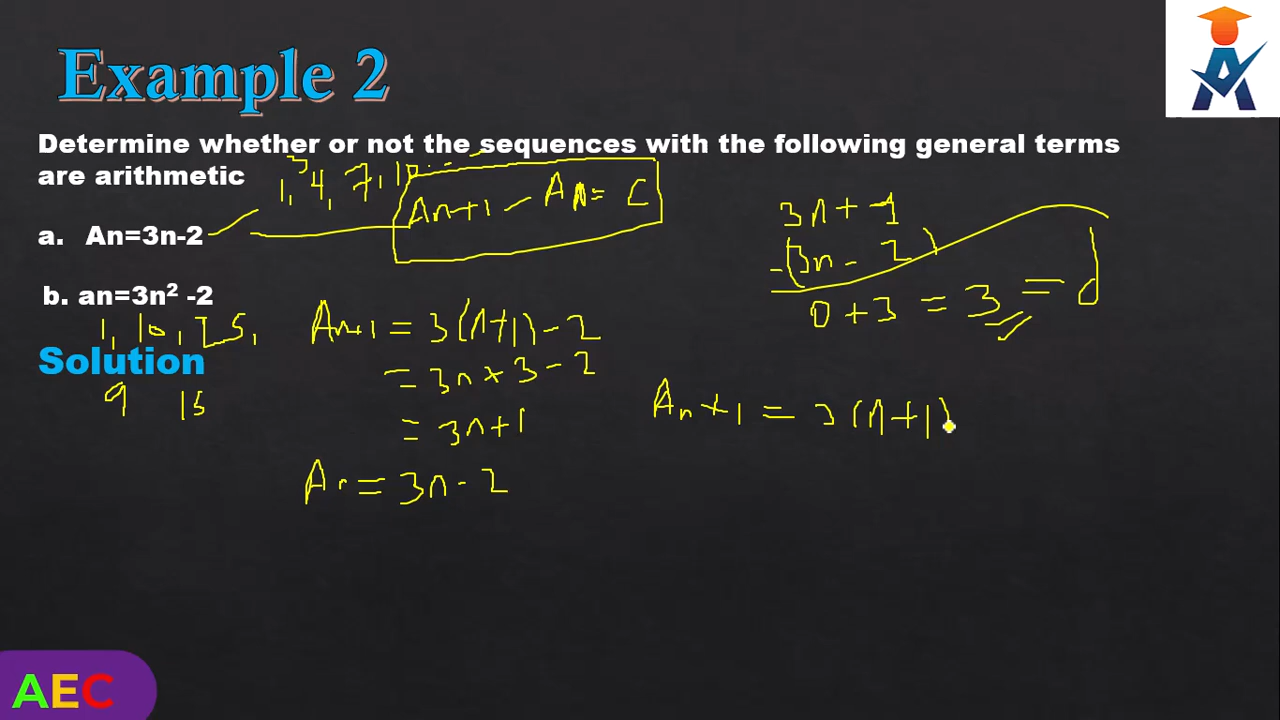 Example 2
Determine whether or not the sequences with the following general terms
are arithmetic
3
1, 4, 7, 10
An+1 - An = C
a. An=3n-2
b. an=3n² -2
1, 10, 25,
Solution
9 15
An+1 = 3(n+1) - 2
= 3n + 3 - 2
= 3n+1
An = 3n - 2
3n + 1
-(3n - 2)
0 + 3 = 3 = d
An+1 = 3(n+1)
AEC